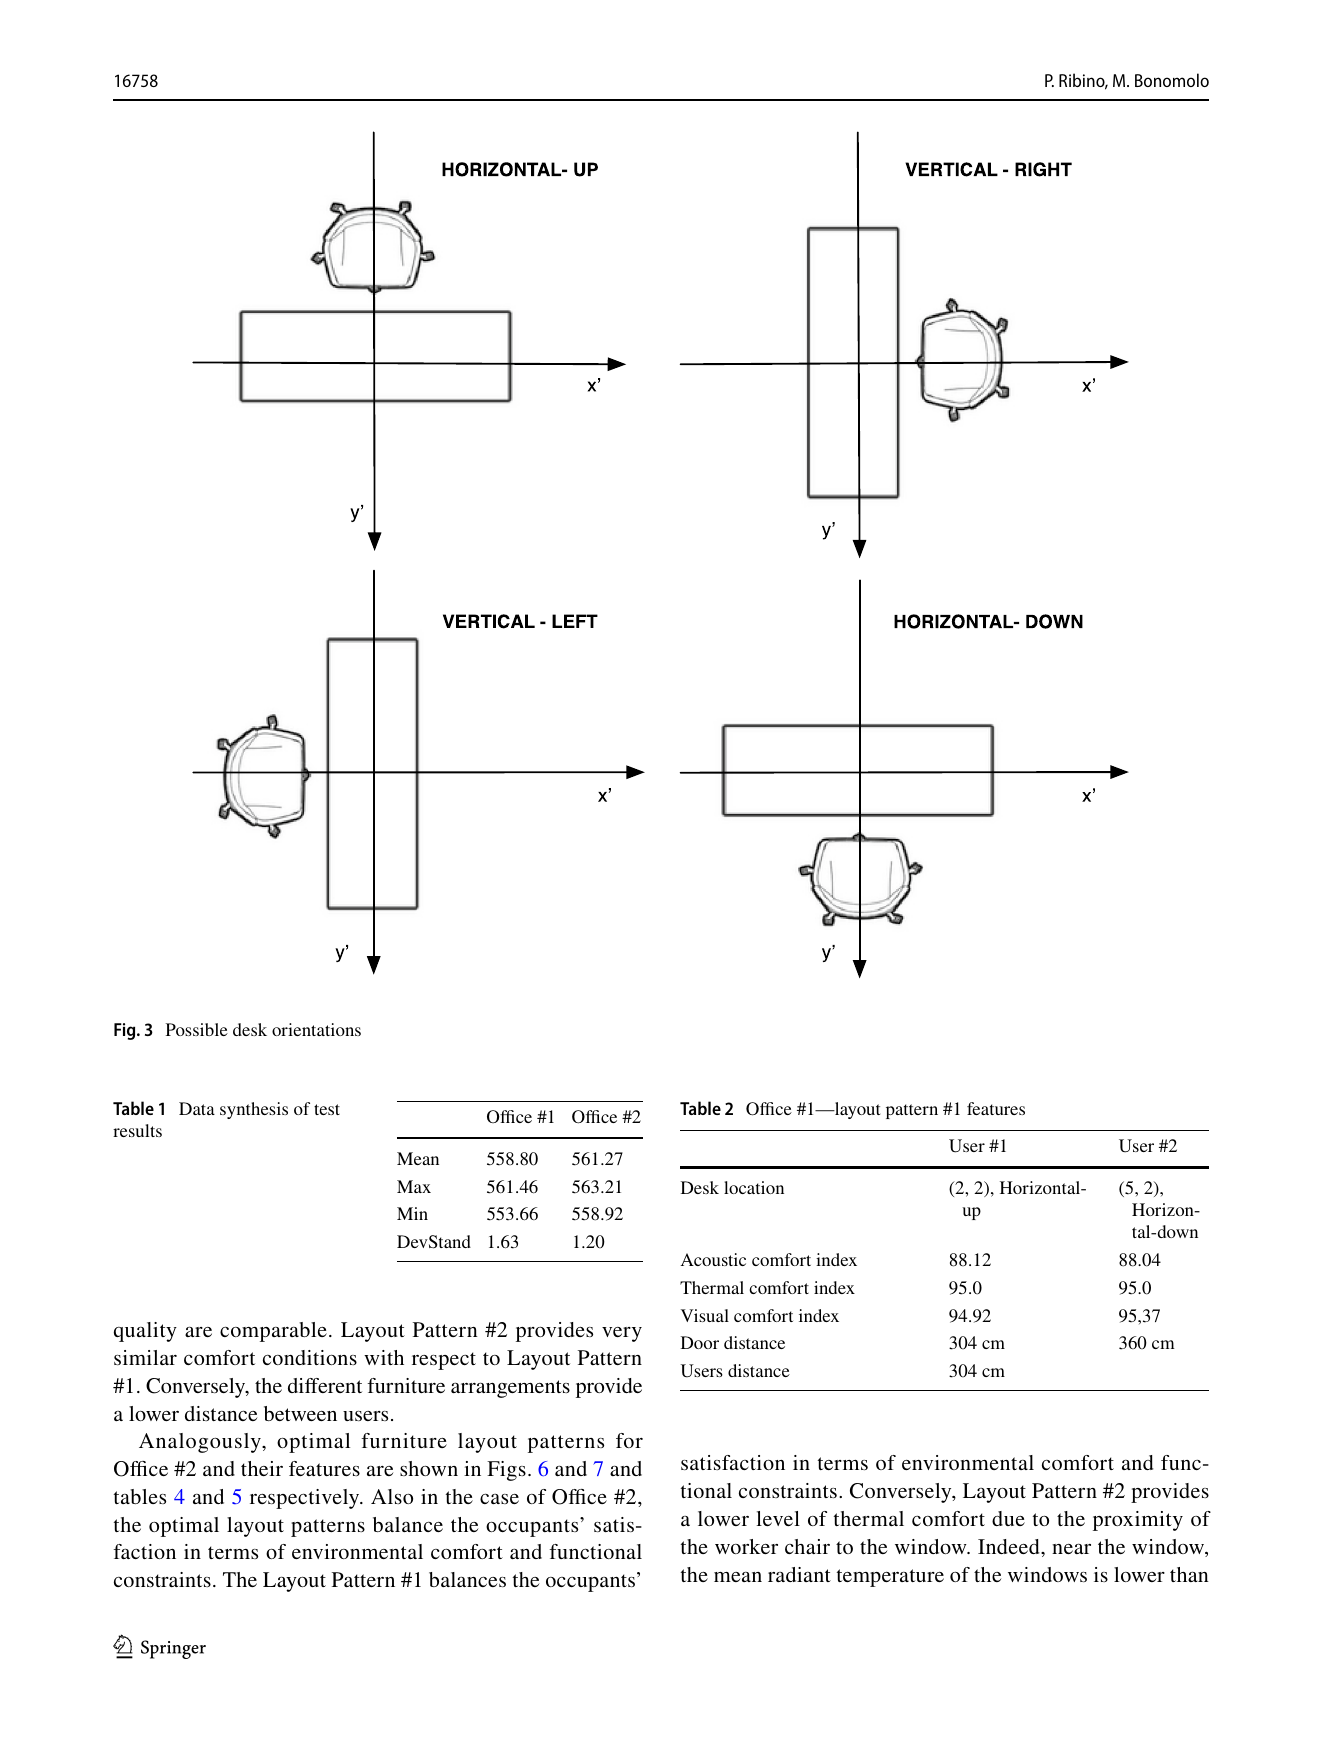 16758
P. Ribino, M. Bonomolo
HORIZONTAL- UP
VERTICAL - RIGHT
x’
x’
y’
y’
VERTICAL - LEFT
HORIZONTAL- DOWN
x’
x’
y’
y’
Fig. 3 Possible desk orientations
Table 1 Data synthesis of test
results
Office #1 Office #2
Mean 558.80 561.27
Max 561.46 563.21
Min 553.66 558.92
DevStand 1.63 1.20
quality are comparable. Layout Pattern #2 provides very
similar comfort conditions with respect to Layout Pattern
#1. Conversely, the different furniture arrangements provide
a lower distance between users.
Analogously, optimal furniture layout patterns for
Office #2 and their features are shown in Figs. 6 and 7 and
tables 4 and 5 respectively. Also in the case of Office #2,
the optimal layout patterns balance the occupants’ satis-
faction in terms of environmental comfort and functional
constraints. The Layout Pattern #1 balances the occupants’
Table 2 Office #1—layout pattern #1 features
User #1 User #2
Desk location (2, 2), Horizontal- (5, 2),
up Horizon-
tal-down
Acoustic comfort index 88.12 88.04
Thermal comfort index 95.0 95.0
Visual comfort index 94.92 95,37
Door distance 304 cm 360 cm
Users distance 304 cm
satisfaction in terms of environmental comfort and func-
tional constraints. Conversely, Layout Pattern #2 provides
a lower level of thermal comfort due to the proximity of
the worker chair to the window. Indeed, near the window,
the mean radiant temperature of the windows is lower than
Springer